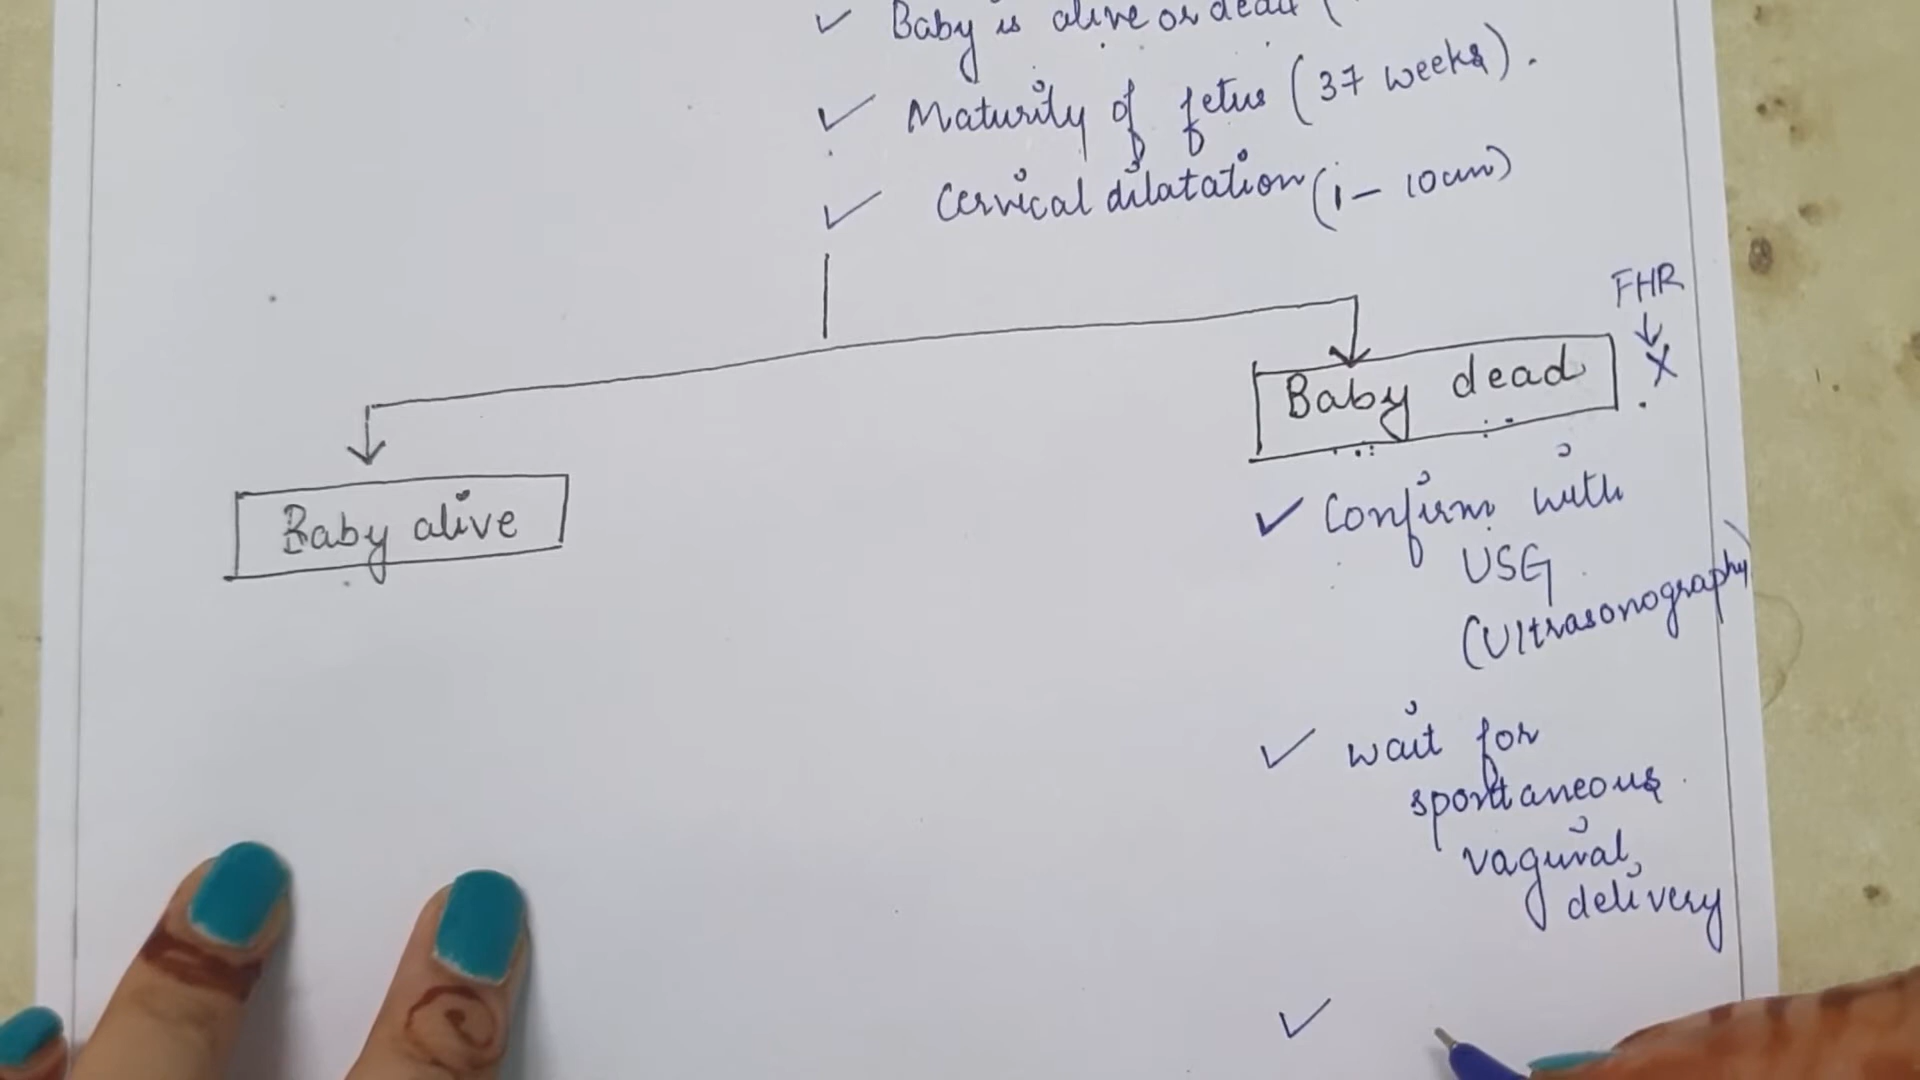 ✓ Baby is alive or dead (
✓ Maturity of fetus (37 weeks).
✓ Cervical dilatation (1 - 10cm)
FHR
↓
X
Baby dead
Baby alive
✓ Confirm with
USG
(Ultrasonography)
✓ wait for
spontaneous
vaginal
delivery
✓